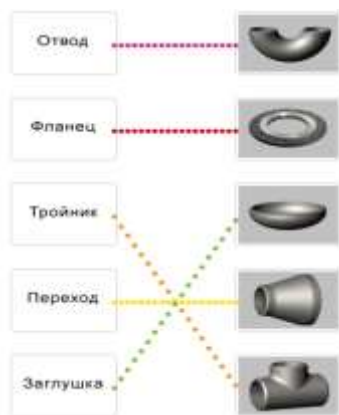 Отвод
Фланец
Тройник
Переход
Заглушка